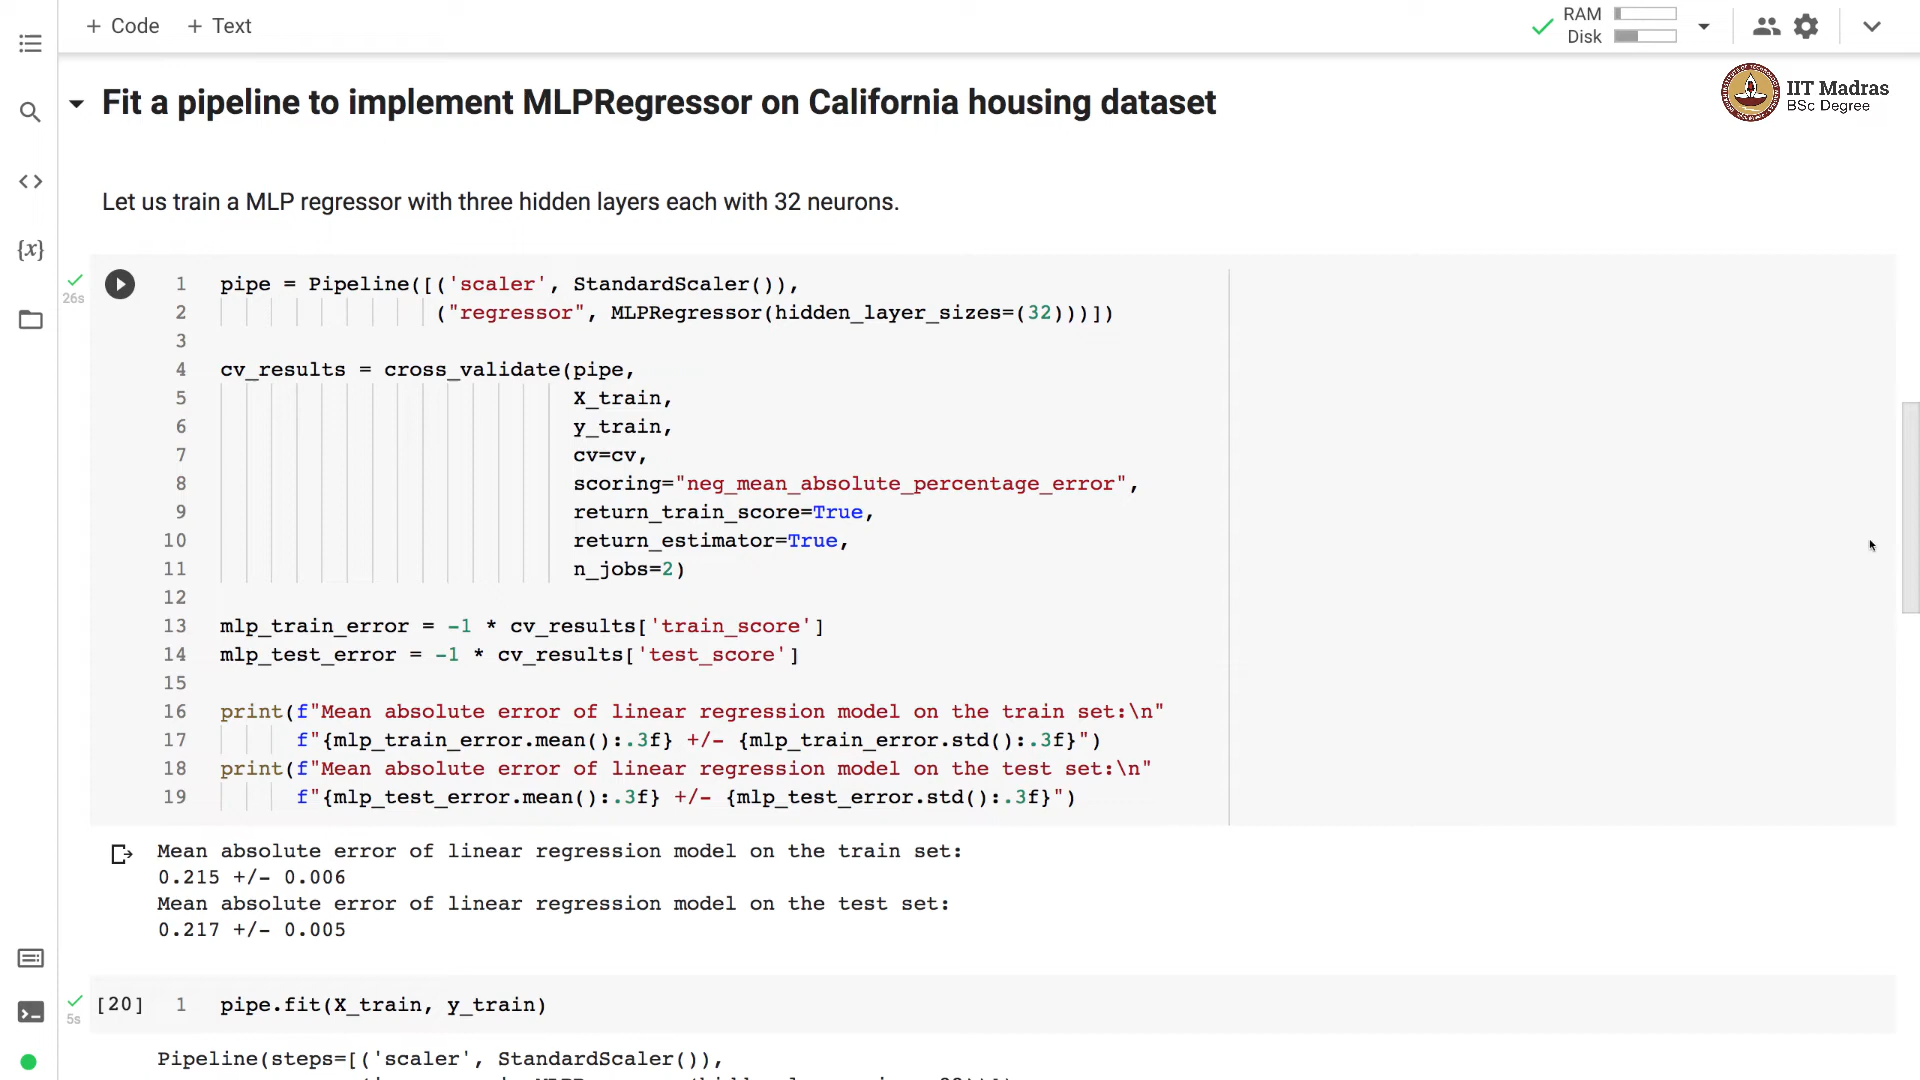 + Code + Text
RAM
Disk
IIT Madras
BSc Degree
Fit a pipeline to implement MLPRegressor on California housing dataset
Let us train a MLP regressor with three hidden layers each with 32 neurons.
26s
1 pipe = Pipeline([('scaler', StandardScaler()),
2 ("regressor", MLPRegressor(hidden_layer_sizes=(32)))])
3
4 cv_results = cross_validate(pipe,
5 X_train,
6 y_train,
7 cv=cv,
8 scoring="neg_mean_absolute_percentage_error",
9 return_train_score=True,
10 return_estimator=True,
11 n_jobs=2)
12
13 mlp_train_error = -1 * cv_results['train_score']
14 mlp_test_error = -1 * cv_results['test_score']
15
16 print(f"Mean absolute error of linear regression model on the train set:\n"
17 f"{mlp_train_error.mean():.3f} +/- {mlp_train_error.std():.3f}")
18 print(f"Mean absolute error of linear regression model on the test set:\n"
19 f"{mlp_test_error.mean():.3f} +/- {mlp_test_error.std():.3f}")
Mean absolute error of linear regression model on the train set:
0.215 +/- 0.006
Mean absolute error of linear regression model on the test set:
0.217 +/- 0.005
[20] 1 pipe.fit(X_train, y_train)
5s
Pipeline(steps=[('scaler', StandardScaler()),